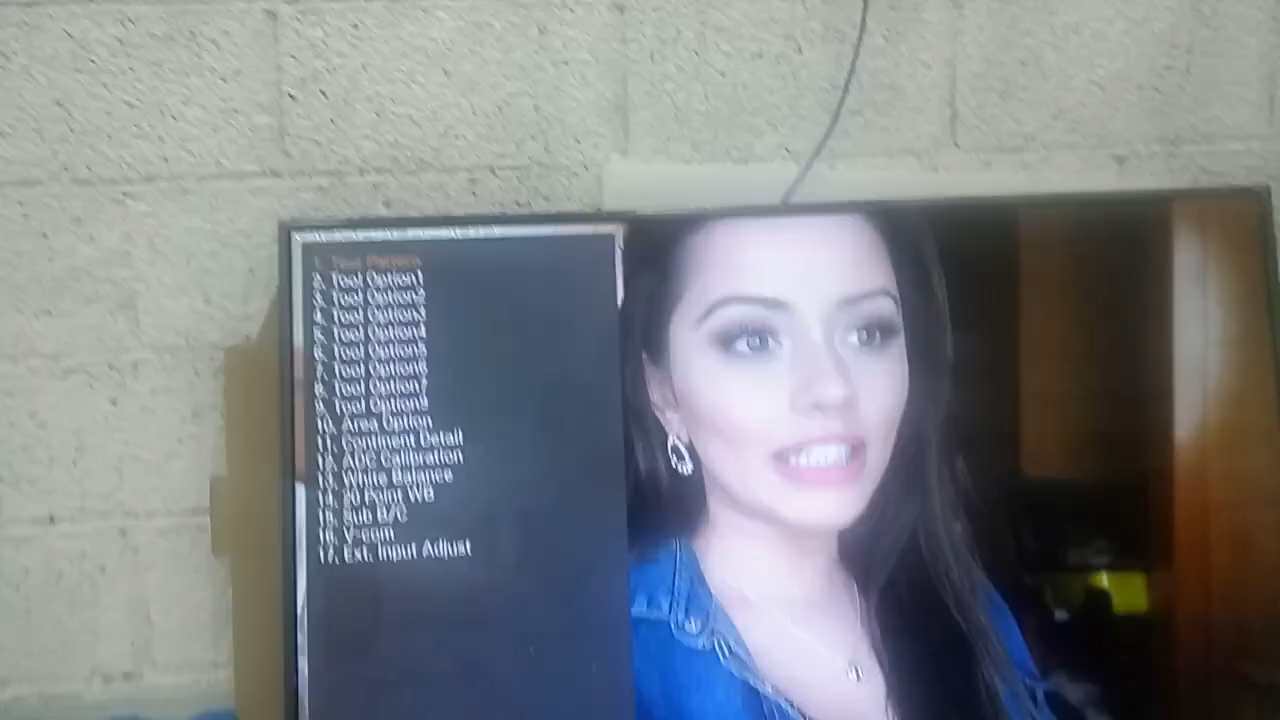 1. Test Pattern
2. Tool Option1
3. Tool Option2
4. Tool Option3
5. Tool Option4
6. Tool Option5
7. Tool Option6
8. Tool Option7
9. Tool Option8
10. Area Option
11. Continent Detail
12. ADC Calibration
13. White Balance
14. 20 Point WB
15. Sub B/C
16. V-com
17. Ext. Input Adjust